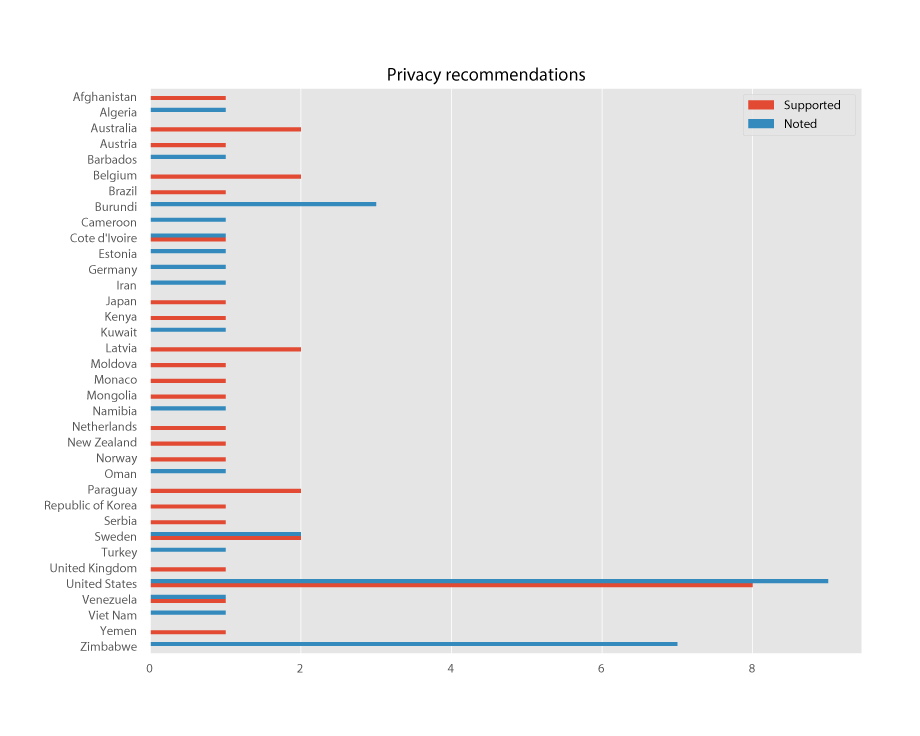 Privacy recommendations
Supported
Noted
Afghanistan
Algeria
Australia
Austria
Barbados
Belgium
Brazil
Burundi
Cameroon
Cote d'Ivoire
Estonia
Germany
Iran
Japan
Kenya
Kuwait
Latvia
Moldova
Monaco
Mongolia
Namibia
Netherlands
New Zealand
Norway
Oman
Paraguay
Republic of Korea
Serbia
Sweden
Turkey
United Kingdom
United States
Venezuela
Viet Nam
Yemen
Zimbabwe
0 2 4 6 8